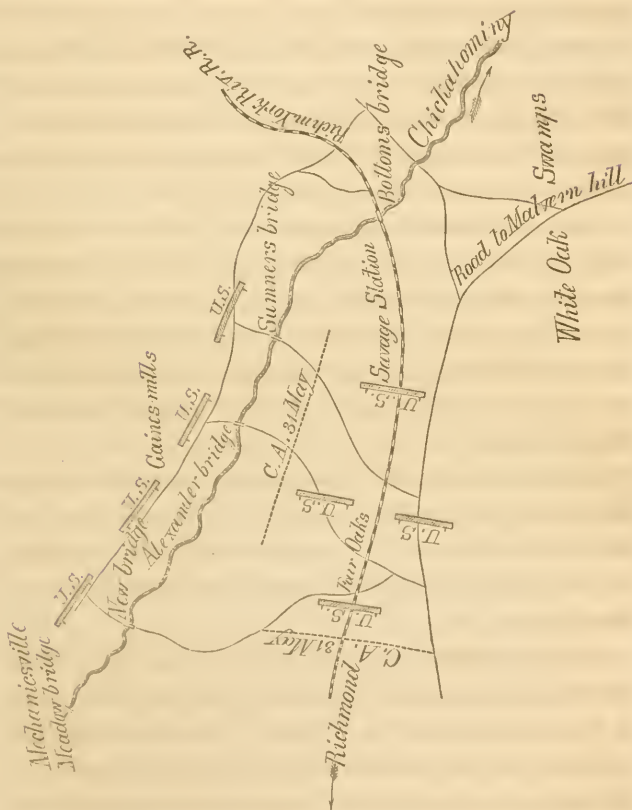 Mechanicsville
Meadow bridge
U.S.
New bridge
U.S.
Gaines mills
Alexander bridge
U.S.
U.S.
Sumners bridge
Richm. York Riv. R.R.
Bottoms bridge
Chickahominy
C.A. 31 May
U.S.
Savage Station
U.S.
Fair Oaks
U.S.
U.S.
C.A.
31 May
Richmond
Road to Malvern hill
White Oak Swamps